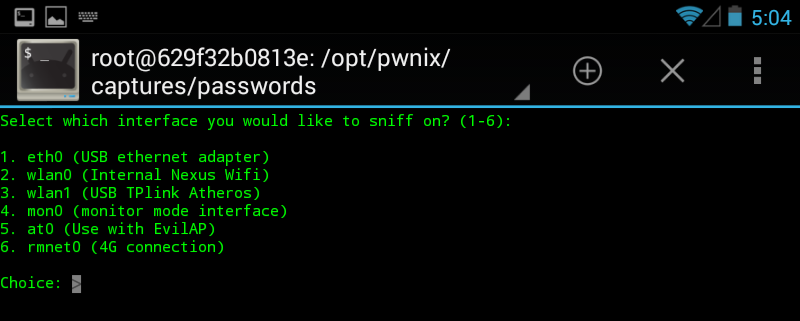 5:04
$ _
root@629f32b0813e: /opt/pwnix/
captures/passwords
Select which interface you would like to sniff on? (1-6):
1. eth0 (USB ethernet adapter)
2. wlan0 (Internal Nexus Wifi)
3. wlan1 (USB TPlink Atheros)
4. mon0 (monitor mode interface)
5. at0 (Use with EvilAP)
6. rmnet0 (4G connection)
Choice: >